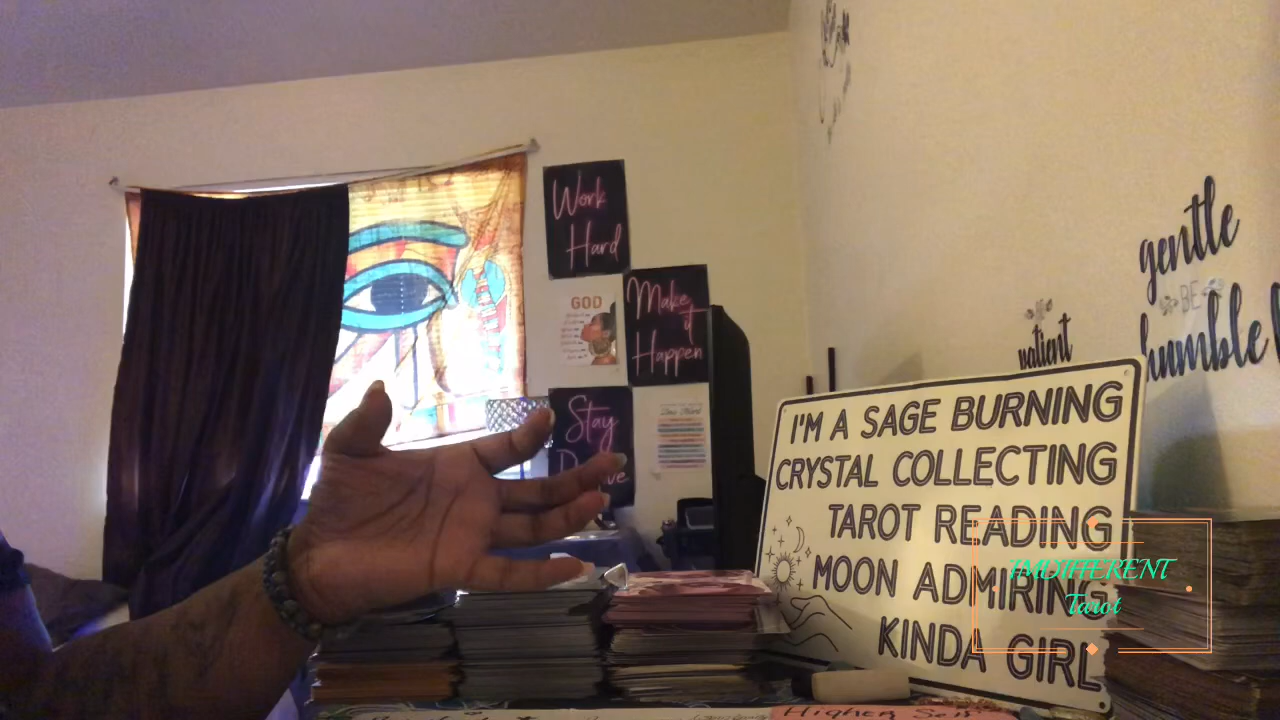 Work
Hard
GOD
Make
it
Happen
Stay
gentle
BE
humble
patient
I'M A SAGE BURNING
CRYSTAL COLLECTING
TAROT READING
MOON ADMIRING
KINDA GIRL
IMDIFFERENT
Tarot
Higher Self